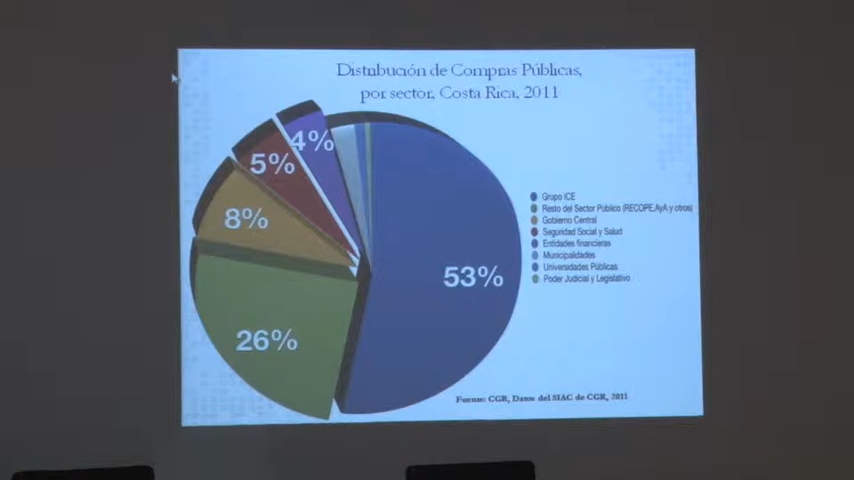 Distribución de Compras Públicas,
por sector, Costa Rica, 2011
4%
5%
8%
53%
26%
Grupo ICE
Resto del Sector Público (RECOPE, AyA y otros)
Gobierno Central
Seguridad Social y Salud
Entidades financieras
Municipalidades
Universidades Públicas
Poder Judicial y Legislativo
Fuente: CGR, Datos del SIAC de CGR, 2011